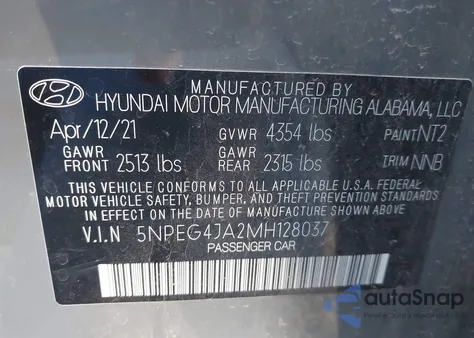 MANUFACTURED BY
HYUNDAI MOTOR MANUFACTURING ALABAMA, LLC
Apr/12/21 GVWR 4354 lbs PAINT NT2
GAWR FRONT 2513 lbs GAWR REAR 2315 lbs TRIM NNB
THIS VEHICLE CONFORMS TO ALL APPLICABLE U.S.A. FEDERAL
MOTOR VEHICLE SAFETY, BUMPER, AND THEFT PREVENTION
STANDARDS IN EFFECT ON THE DATE OF MANUFACTURE SHOWN ABOVE.
V.I.N 5NPEG4JA2MH128037
PASSENGER CAR
autoSnap